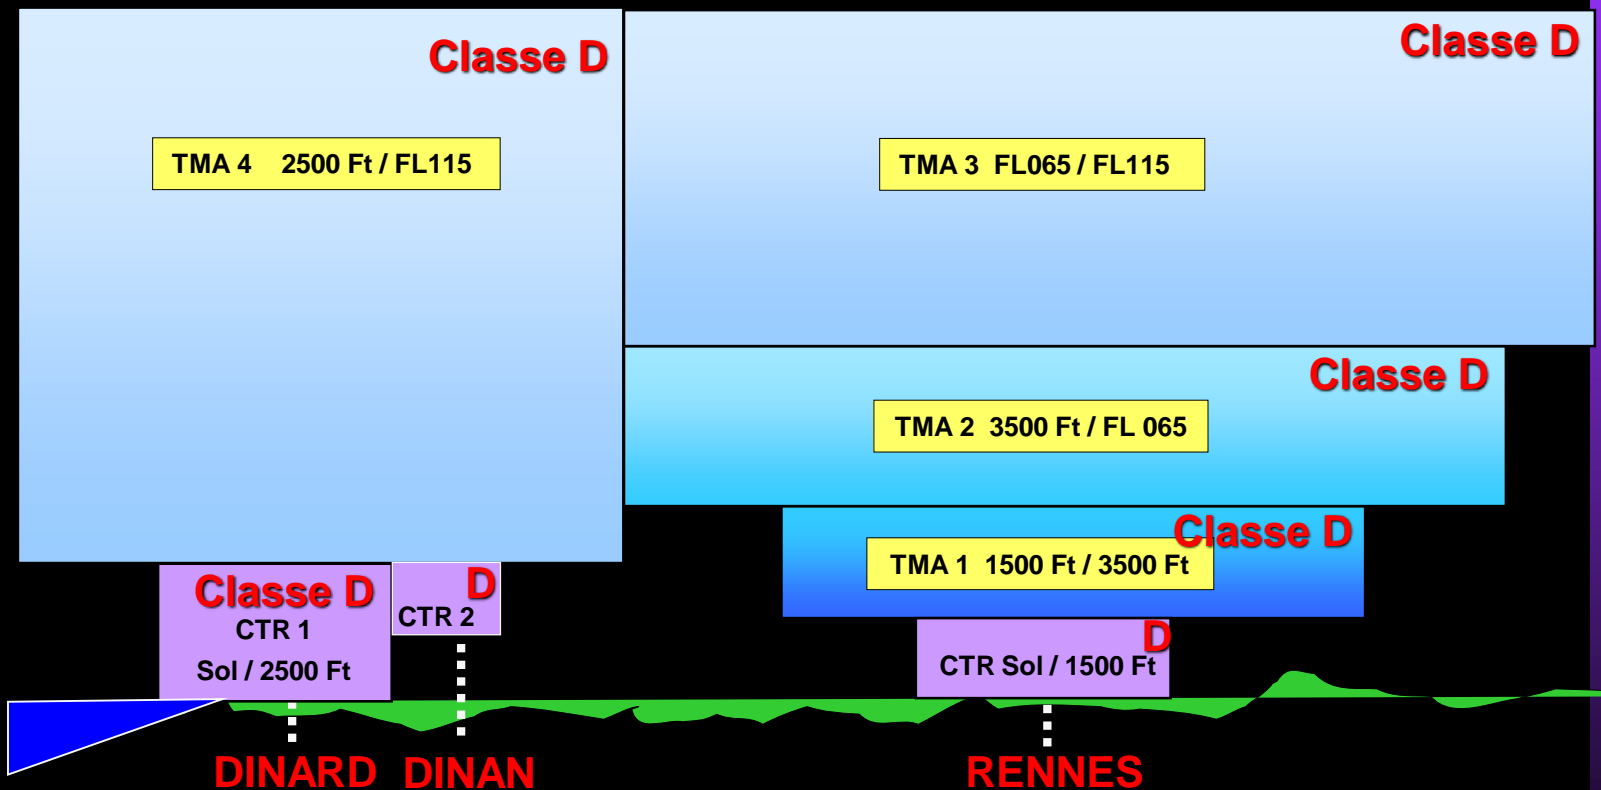 Classe D
TMA 4 2500 Ft / FL115
Classe D
TMA 3 FL065 / FL115
Classe D
TMA 2 3500 Ft / FL 065
Classe D
TMA 1 1500 Ft / 3500 Ft
Classe D
CTR 1
Sol / 2500 Ft
D
CTR 2
D
CTR Sol / 1500 Ft
DINARD
DINAN
RENNES